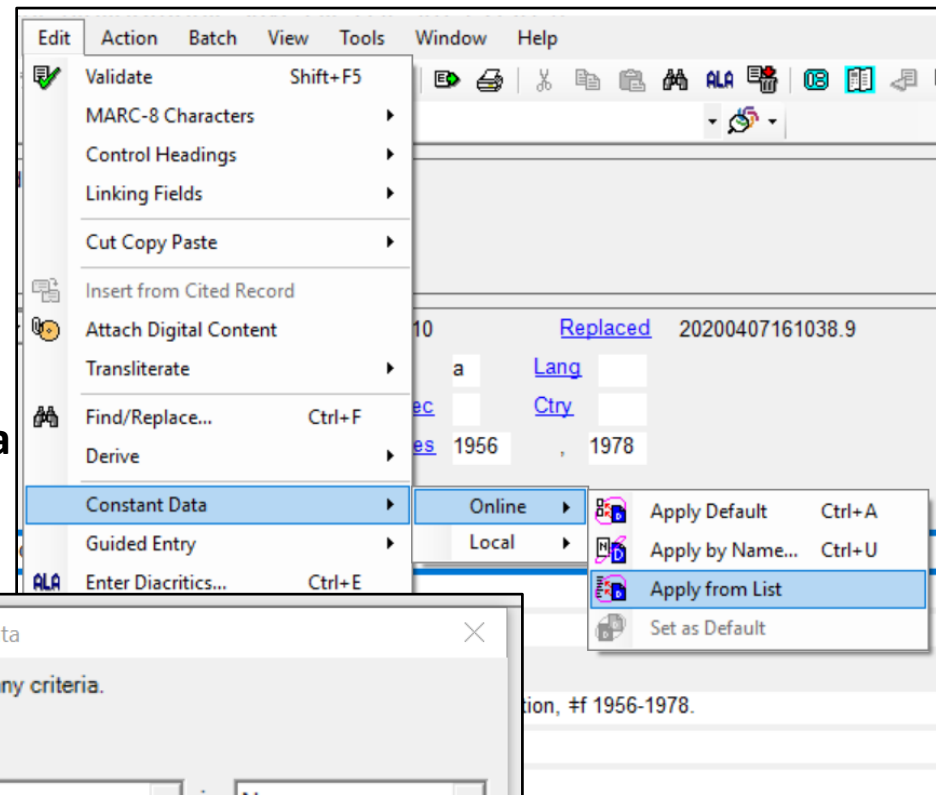 Edit Action Batch View Tools Window Help
Validate Shift+F5
MARC-8 Characters
Control Headings
Linking Fields
Cut Copy Paste
Insert from Cited Record
Attach Digital Content
10 Replaced 20200407161038.9
Transliterate
a Lang
Find/Replace... Ctrl+F
ec Ctry
a
Derive
es 1956 , 1978
Constant Data
Online
Apply Default Ctrl+A
Guided Entry
Local
Apply by Name... Ctrl+U
ALA Enter Diacritics... Ctrl+E
Apply from List
Set as Default
ta
ny criteria.
tion, ‡f 1956-1978.